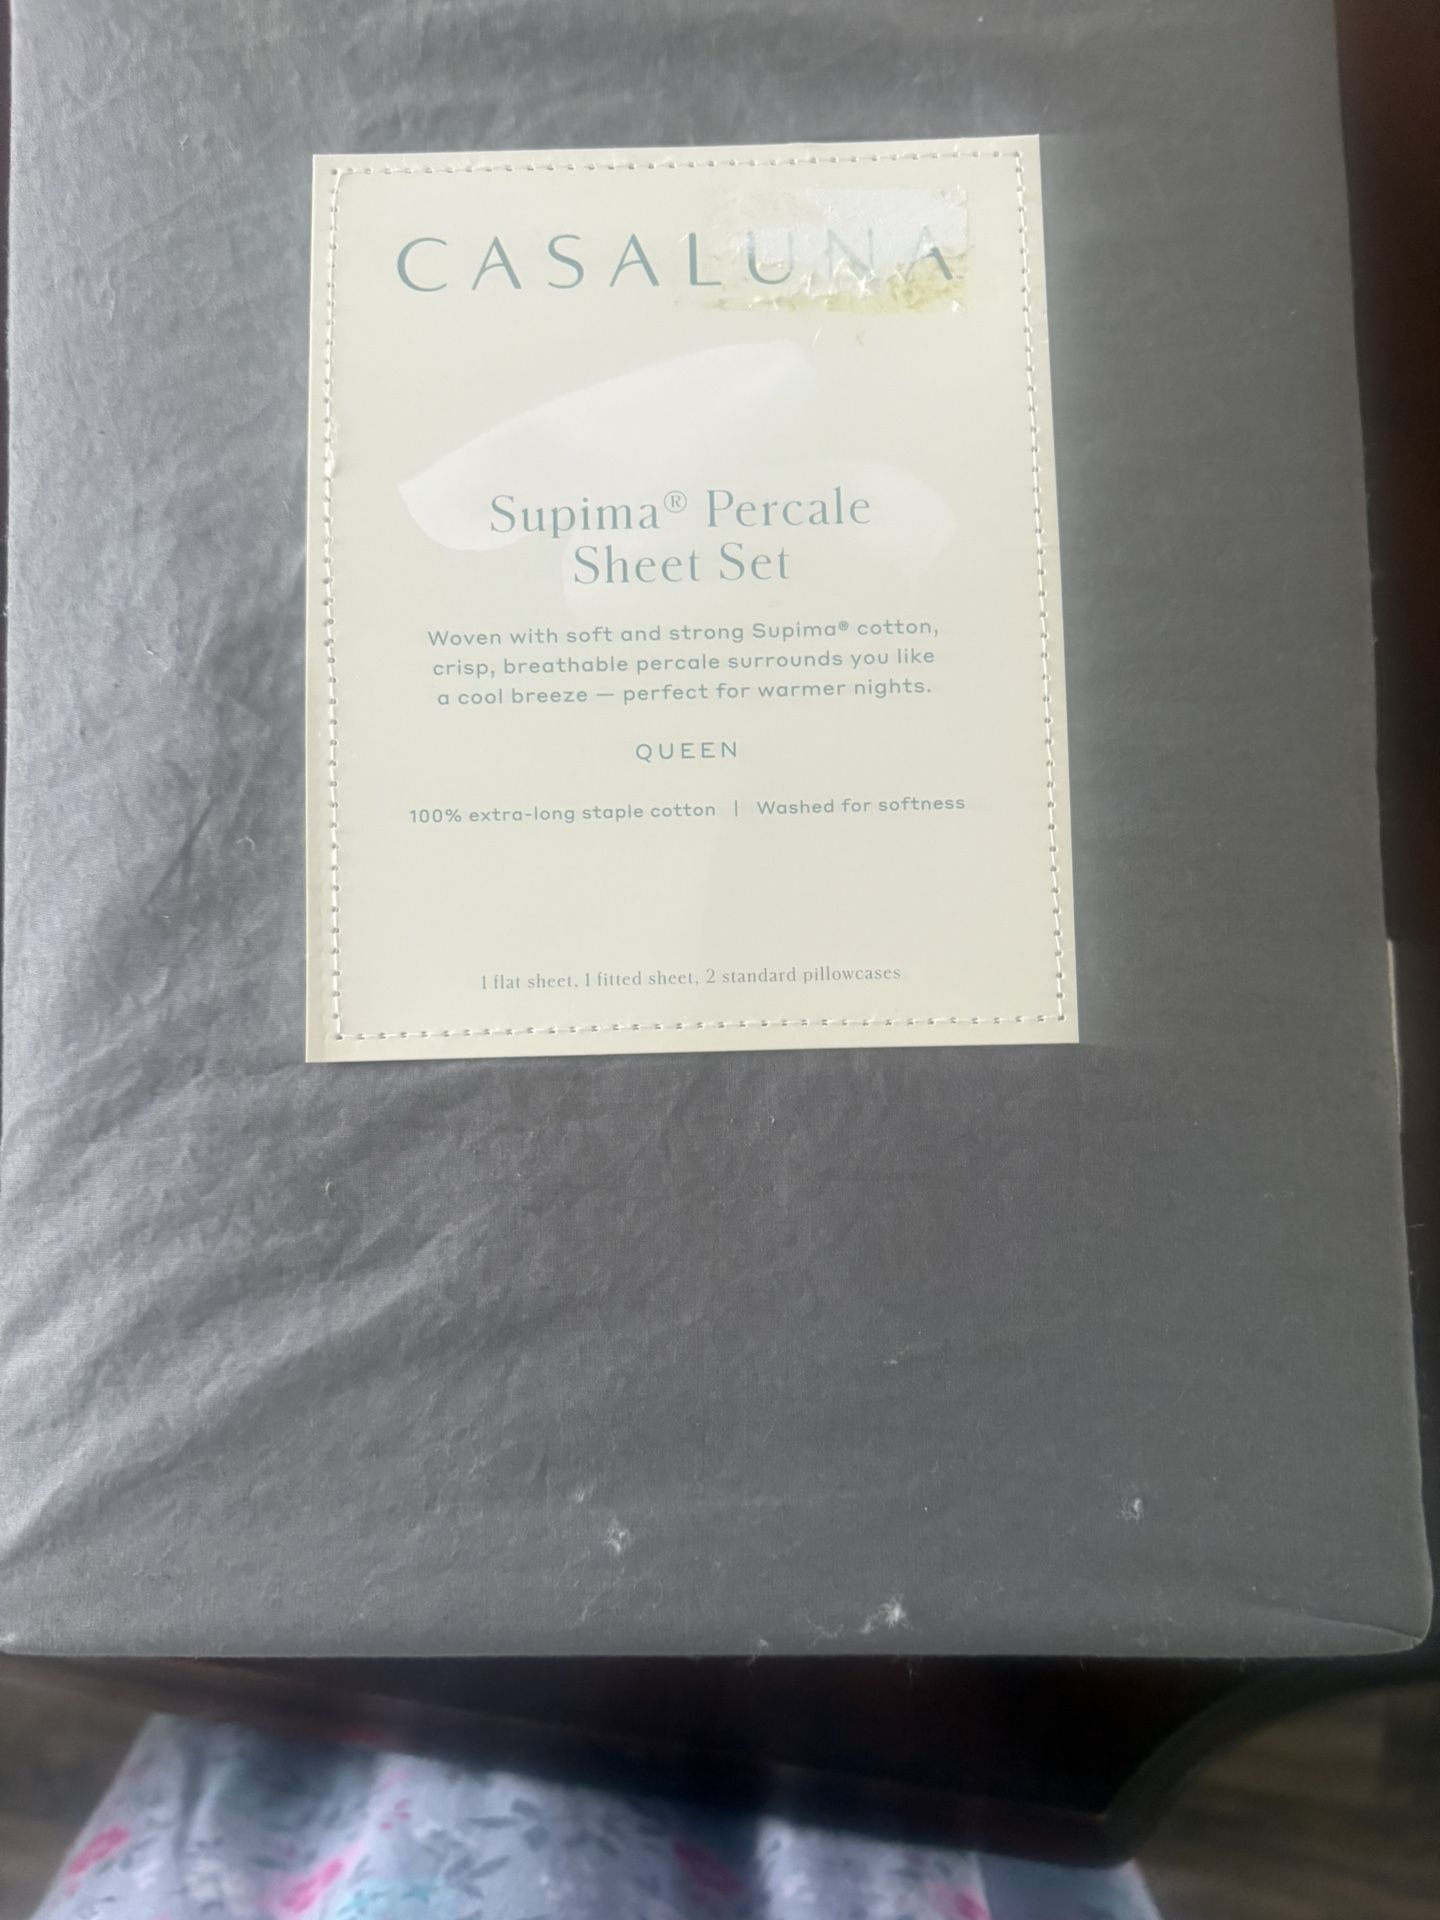 CASALUNA
Supima® Percale
Sheet Set
Woven with soft and strong Supima® cotton,
crisp, breathable percale surrounds you like
a cool breeze — perfect for warmer nights.
QUEEN
100% extra-long staple cotton | Washed for softness
1 flat sheet, 1 fitted sheet, 2 standard pillowcases